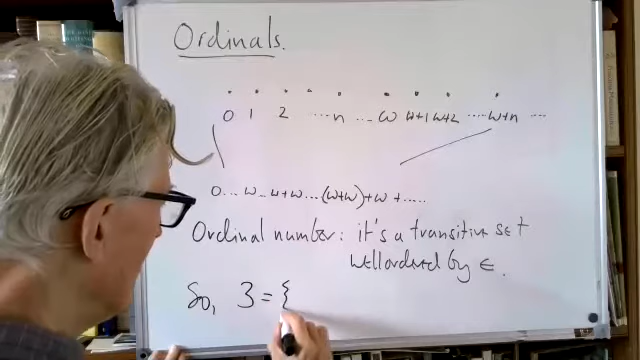 Ordinals.
0 1 2 ....n ... ω ω+1 ω+2 .....ω+n ....
0... ω .. ω+ω ... (ω+ω)+ω + .....
Ordinal number: it's a transitive set
wellordered by ∈.
So, 3 = {